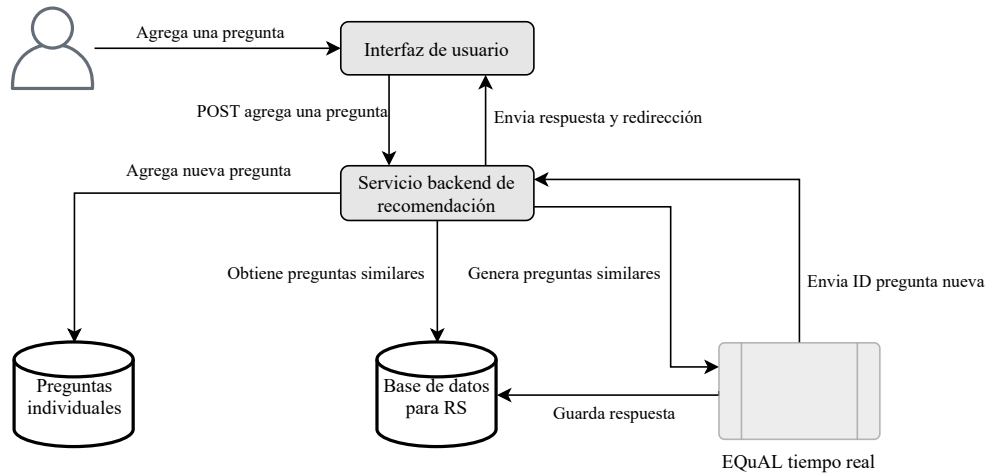 Agrega una pregunta
Interfaz de usuario
POST agrega una pregunta
Envia respuesta y redirección
Agrega nueva pregunta
Servicio backend de
recomendación
Obtiene preguntas similares
Genera preguntas similares
Envia ID pregunta nueva
Preguntas
individuales
Base de datos
para RS
Guarda respuesta
EQuAL tiempo real